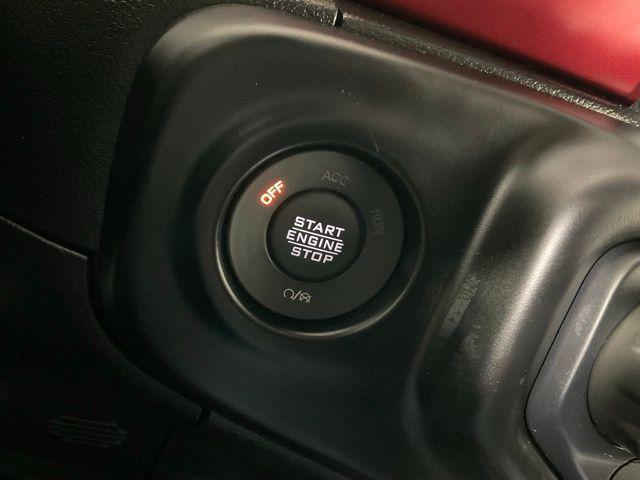 OFF
ACC
RUN
START
ENGINE
STOP